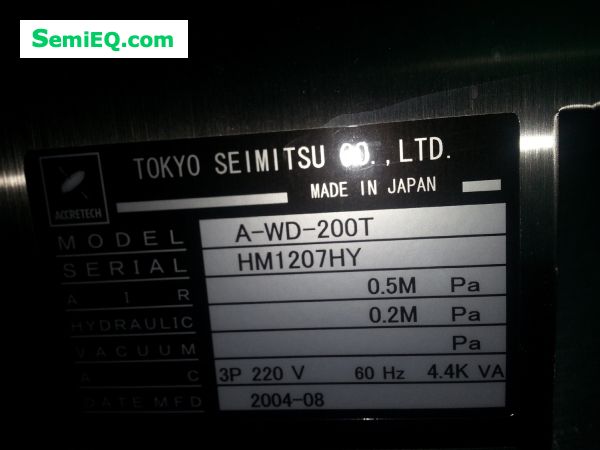 SemiEQ.com
TOKYO SEIMITSU CO.,LTD.
ACCRETECH
MADE IN JAPAN
MODEL A-WD-200T
SERIAL HM1207HY
AIR 0.5M Pa
HYDRAULIC 0.2M Pa
VACUUM Pa
AC 3P 220 V 60 Hz 4.4K VA
DATE MFD 2004-08